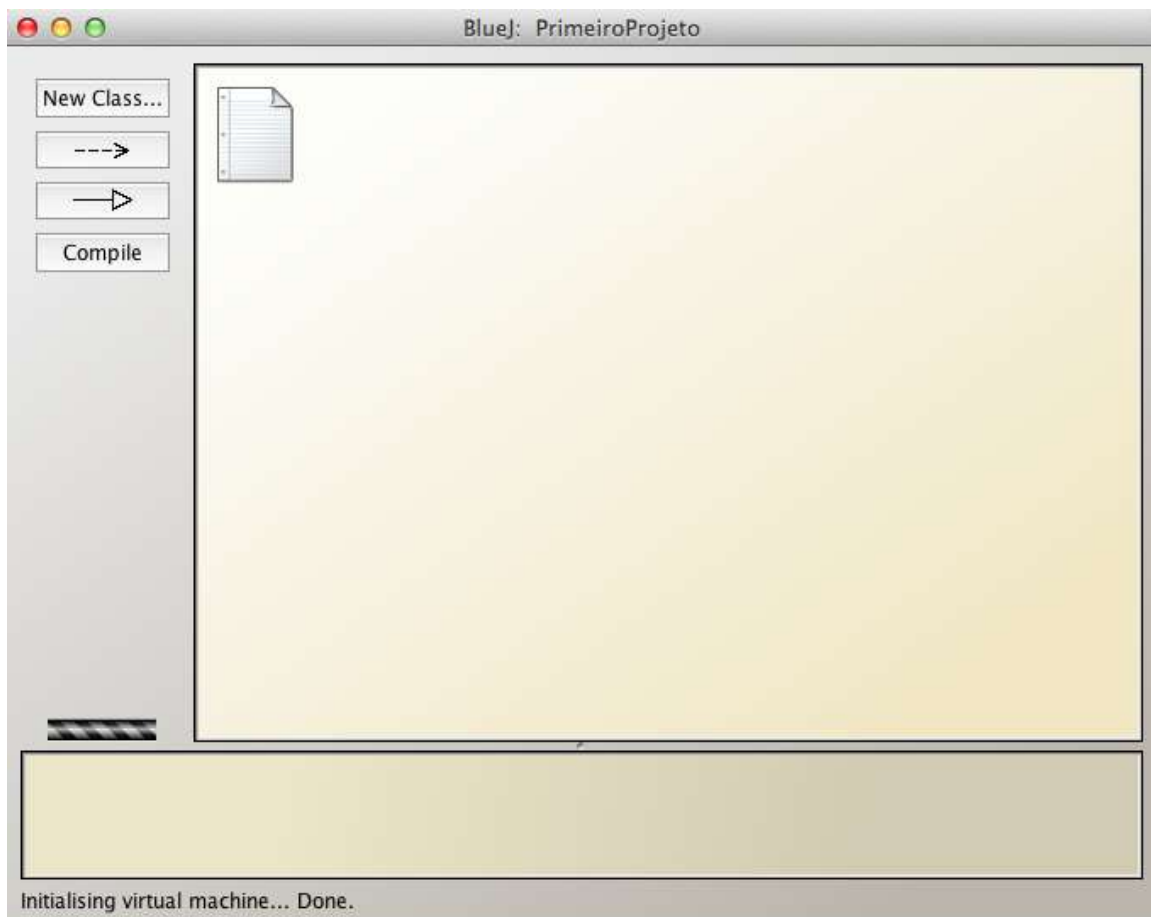 BlueJ: PrimeiroProjeto
New Class...
Compile
Initialising virtual machine... Done.